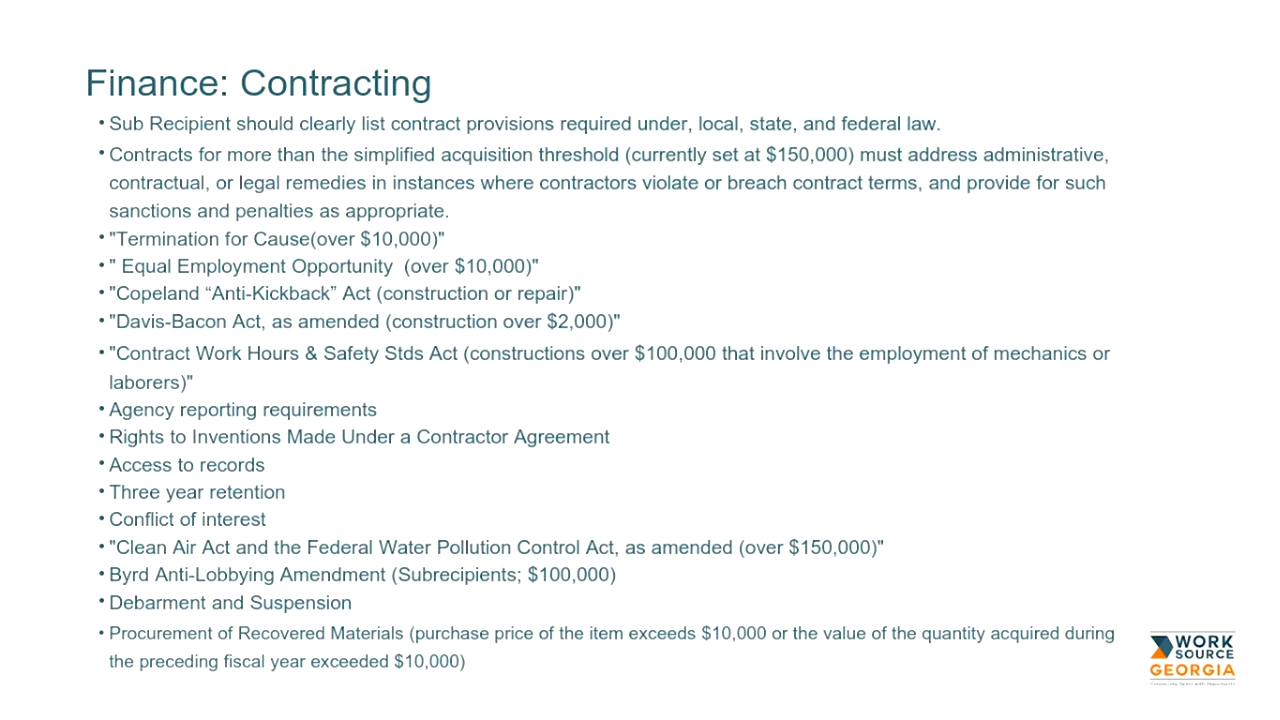 Finance: Contracting
• Sub Recipient should clearly list contract provisions required under, local, state, and federal law.
• Contracts for more than the simplified acquisition threshold (currently set at $150,000) must address administrative,
contractual, or legal remedies in instances where contractors violate or breach contract terms, and provide for such
sanctions and penalties as appropriate.
• "Termination for Cause(over $10,000)"
• " Equal Employment Opportunity  (over $10,000)"
• "Copeland “Anti-Kickback” Act (construction or repair)"
• "Davis-Bacon Act, as amended (construction over $2,000)"
• "Contract Work Hours & Safety Stds Act (constructions over $100,000 that involve the employment of mechanics or
laborers)"
• Agency reporting requirements
• Rights to Inventions Made Under a Contractor Agreement
• Access to records
• Three year retention
• Conflict of interest
• "Clean Air Act and the Federal Water Pollution Control Act, as amended (over $150,000)"
• Byrd Anti-Lobbying Amendment (Subrecipients; $100,000)
• Debarment and Suspension
• Procurement of Recovered Materials (purchase price of the item exceeds $10,000 or the value of the quantity acquired during
the preceding fiscal year exceeded $10,000)
WORK
SOURCE
GEORGIA